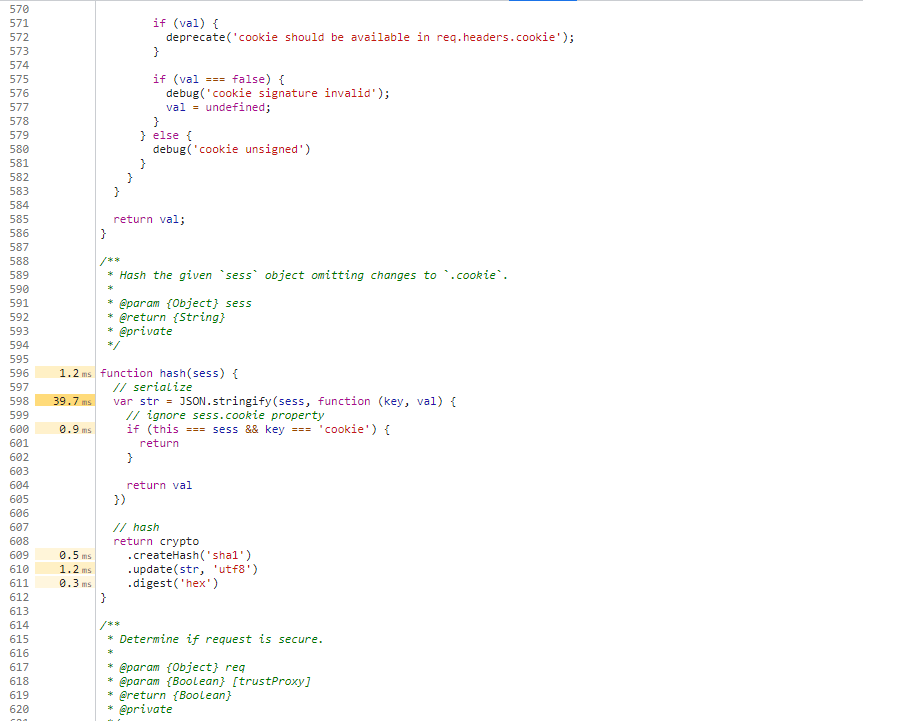 570
571 if (val) {
572 deprecate('cookie should be available in req.headers.cookie');
573 }
574
575 if (val === false) {
576 debug('cookie signature invalid');
577 val = undefined;
578 }
579 } else {
580 debug('cookie unsigned')
581 }
582 }
583 }
584
585 return val;
586 }
587
588 /**
589 * Hash the given `sess` object omitting changes to `.cookie`.
590 *
591 * @param {Object} sess
592 * @return {String}
593 * @private
594 */
595
596 1.2 ms function hash(sess) {
597 // serialize
598 39.7 ms var str = JSON.stringify(sess, function (key, val) {
599 // ignore sess.cookie property
600 0.9 ms if (this === sess && key === 'cookie') {
601 return
602 }
603
604 return val
605 })
606
607 // hash
608 return crypto
609 0.5 ms .createHash('sha1')
610 1.2 ms .update(str, 'utf8')
611 0.3 ms .digest('hex')
612 }
613
614 /**
615 * Determine if request is secure.
616 *
617 * @param {Object} req
618 * @param {Boolean} [trustProxy]
619 * @return {Boolean}
620 * @private